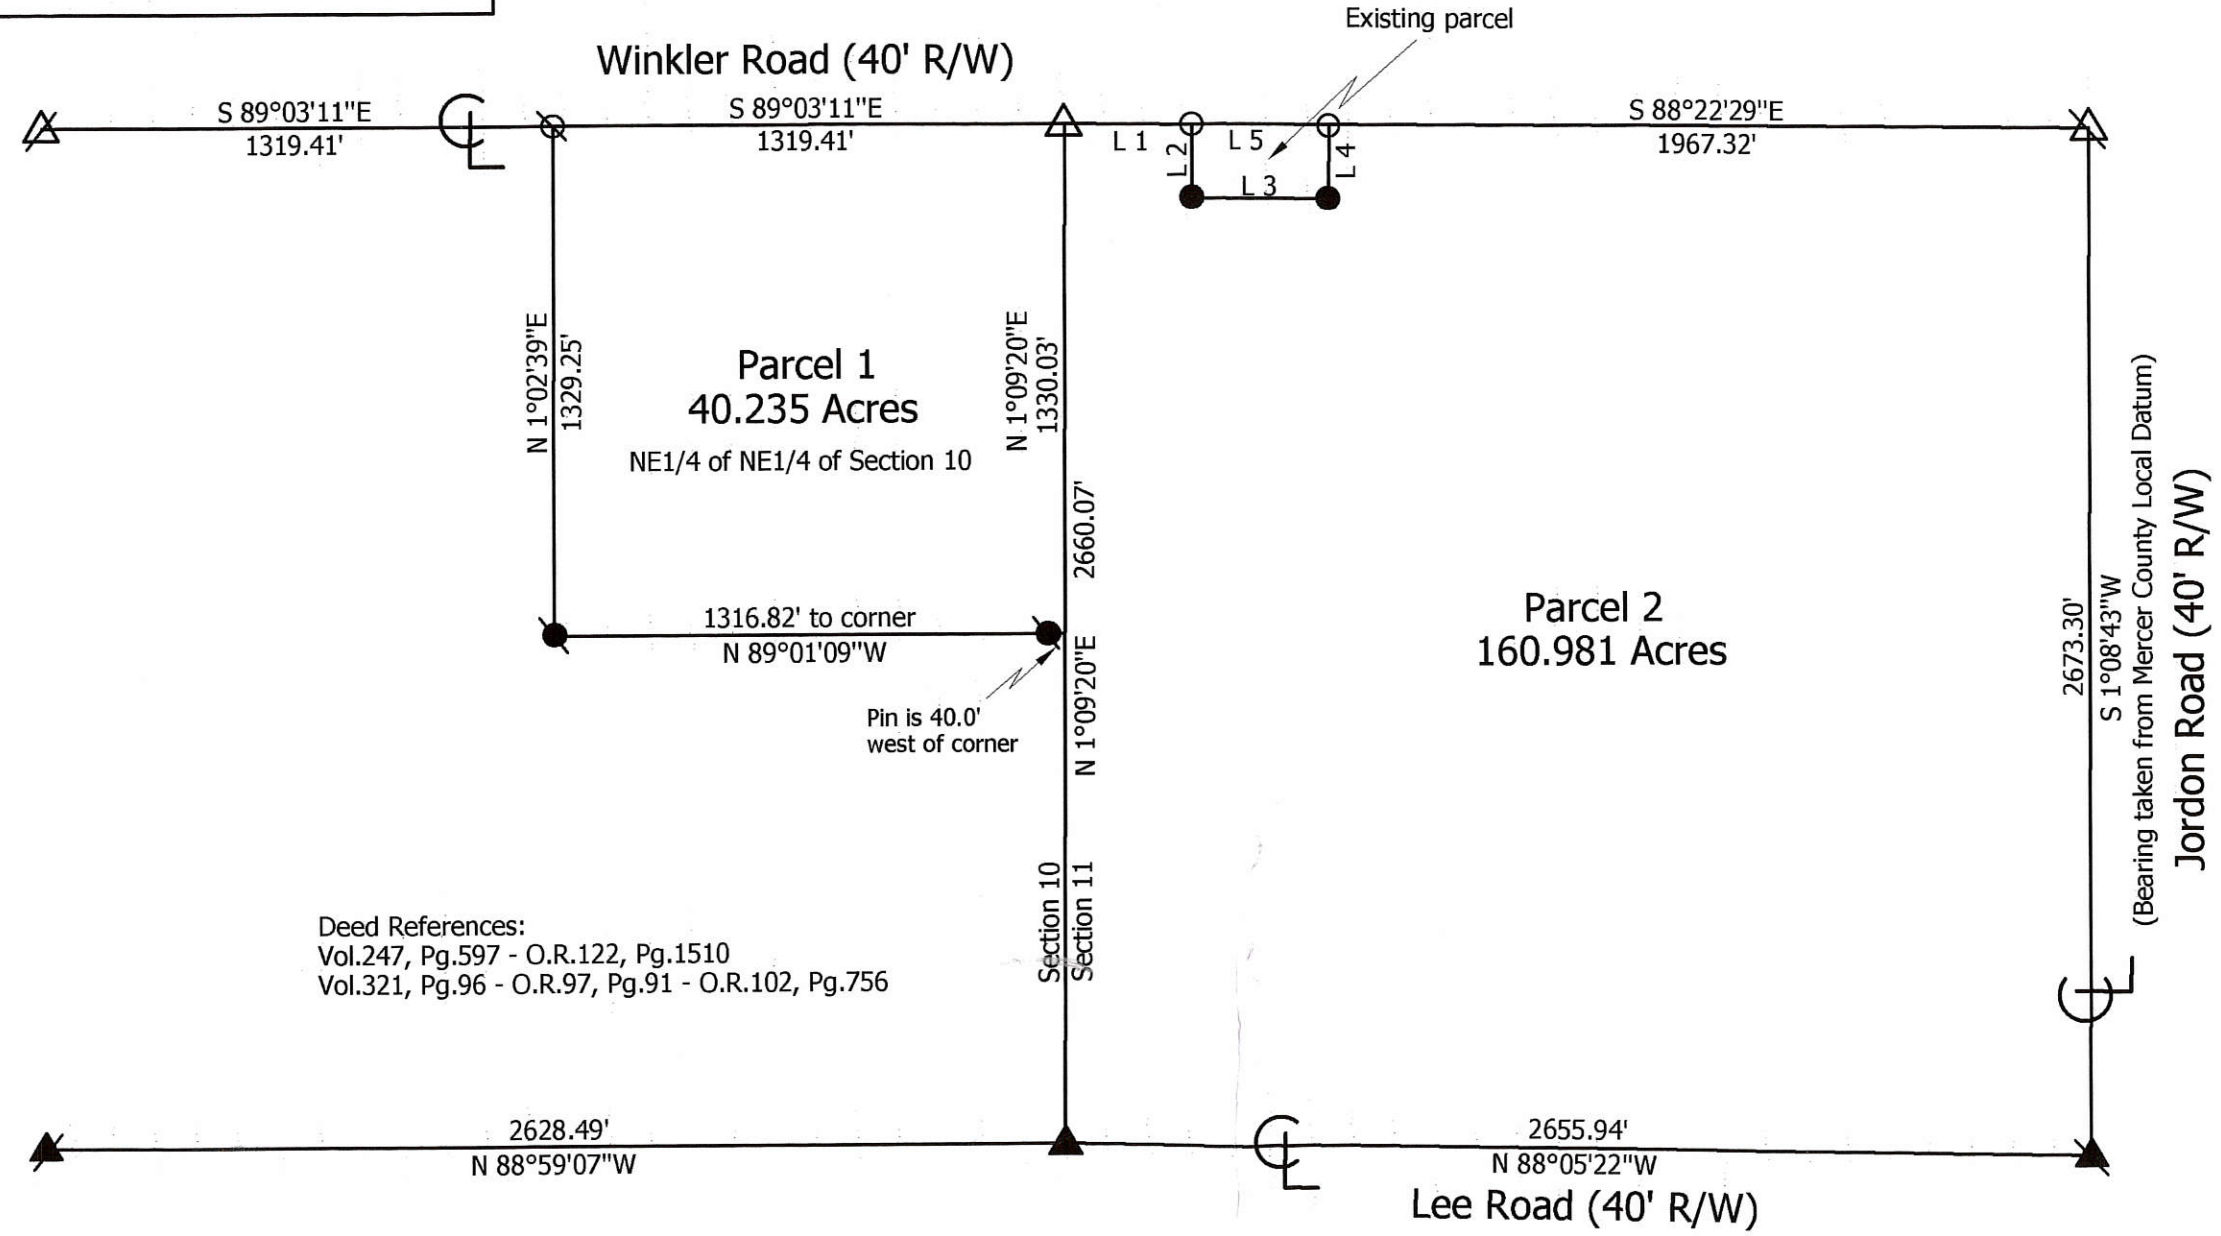 Existing parcel
Winkler Road (40' R/W)
S 89°03'11"E
1319.41'
S 89°03'11"E
1319.41'
L 1
L 2
L 5
L 3
L 4
S 88°22'29"E
1967.32'
N 1°02'39"E
1329.25'
Parcel 1
40.235 Acres
NE1/4 of NE1/4 of Section 10
N 1°09'20"E
1330.03'
2660.07'
N 1°09'20"E
1316.82' to corner
N 89°01'09"W
Pin is 40.0'
west of corner
Parcel 2
160.981 Acres
2673.30'
S 1°08'43"W
(Bearing taken from Mercer County Local Datum)
Jordon Road (40' R/W)
Section 10
Section 11
Deed References:
Vol.247, Pg.597 - O.R.122, Pg.1510
Vol.321, Pg.96 - O.R.97, Pg.91 - O.R.102, Pg.756
2628.49'
N 88°59'07"W
2655.94'
N 88°05'22"W
Lee Road (40' R/W)